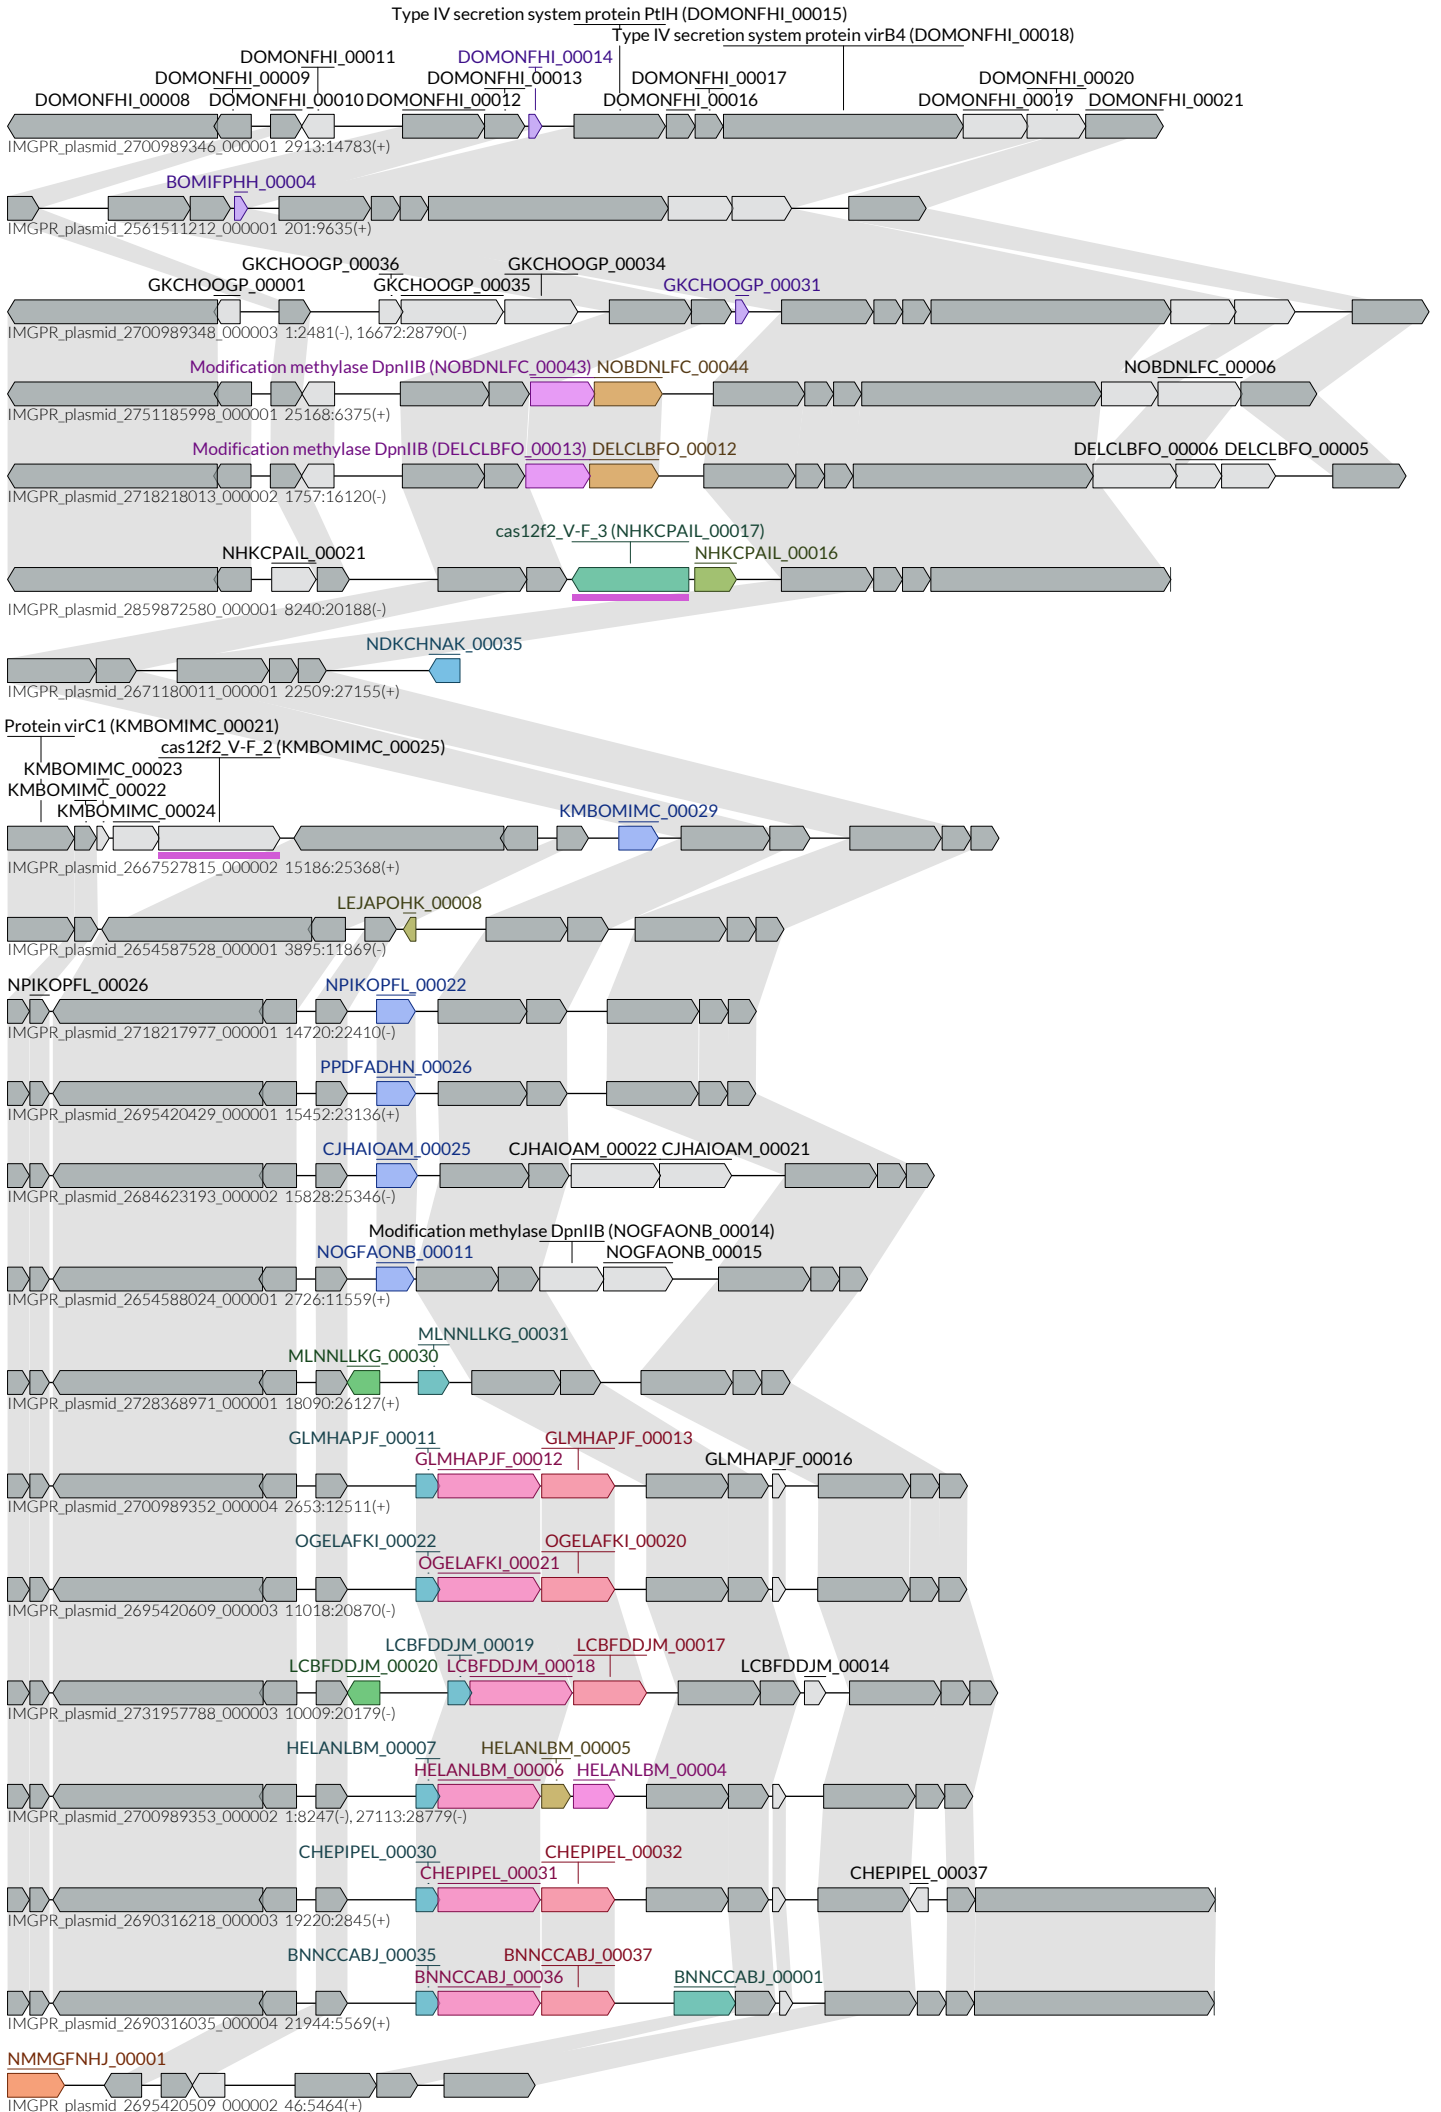 Type IV secretion system protein PtlH (DOMONFHI_00015)
Type IV secretion system protein virB4 (DOMONFHI_00018)
DOMONFHI_00011 DOMONFHI_00014
DOMONFHI_00009 DOMONFHI_00013 DOMONFHI_00017 DOMONFHI_00020
DOMONFHI_00008 DOMONFHI_00010 DOMONFHI_00012 DOMONFHI_00016 DOMONFHI_00019 DOMONFHI_00021
IMGPR_plasmid_2700989346_000001 2913:14783(+)
BOMIFPHH_00004
IMGPR_plasmid_2561511212_000001 201:9635(+)
GKCHOOGP_00036 GKCHOOGP_00034
GKCHOOGP_00001 GKCHOOGP_00035 GKCHOOGP_00031
IMGPR_plasmid_2700989348_000003 1:2481(-), 16672:28790(-)
Modification methylase DpnIIB (NOBDNLFC_00043) NOBDNLFC_00044 NOBDNLFC_00006
IMGPR_plasmid_2751185998_000001 25168:6375(+)
Modification methylase DpnIIB (DELCLBFO_00013) DELCLBFO_00012 DELCLBFO_00006 DELCLBFO_00005
IMGPR_plasmid_2718218013_000002 1757:16120(-)
cas12f2_V-F_3 (NHKCPAIL_00017)
NHKCPAIL_00021 NHKCPAIL_00016
IMGPR_plasmid_2859872580_000001 8240:20188(-)
NDKCHNAK_00035
IMGPR_plasmid_2671180011_000001 22509:27155(+)
Protein virC1 (KMBOMIMC_00021)
cas12f2_V-F_2 (KMBOMIMC_00025)
KMBOMIMC_00023
KMBOMIMC_00022
KMBOMIMC_00024 KMBOMIMC_00029
IMGPR_plasmid_2667527815_000002 15186:25368(+)
LEJAPOHK_00008
IMGPR_plasmid_2654587528_000001 3895:11869(-)
NPIKOPFL_00026 NPIKOPFL_00022
IMGPR_plasmid_2718217977_000001 14720:22410(-)
PPDFADHN_00026
IMGPR_plasmid_2695420429_000001 15452:23136(+)
CJHAIOAM_00025 CJHAIOAM_00022 CJHAIOAM_00021
IMGPR_plasmid_2684623193_000002 15828:25346(-)
Modification methylase DpnIIB (NOGFAONB_00014)
NOGFAONB_00011 NOGFAONB_00015
IMGPR_plasmid_2654588024_000001 2726:11559(+)
MLNNLLKG_00031
MLNNLLKG_00030
IMGPR_plasmid_2728368971_000001 18090:26127(+)
GLMHAPJF_00011 GLMHAPJF_00013
GLMHAPJF_00012 GLMHAPJF_00016
IMGPR_plasmid_2700989352_000004 2653:12511(+)
OGELAFKI_00022 OGELAFKI_00020
OGELAFKI_00021
IMGPR_plasmid_2695420609_000003 11018:20870(-)
LCBFDDJM_00019 LCBFDDJM_00017
LCBFDDJM_00020 LCBFDDJM_00018 LCBFDDJM_00014
IMGPR_plasmid_2731957788_000003 10009:20179(-)
HELANLBM_00007 HELANLBM_00005
HELANLBM_00006 HELANLBM_00004
IMGPR_plasmid_2700989353_000002 1:8247(-), 27113:28779(-)
CHEPIPEL_00030 CHEPIPEL_00032
CHEPIPEL_00031 CHEPIPEL_00037
IMGPR_plasmid_2690316218_000003 19220:2845(+)
BNNCCABJ_00035 BNNCCABJ_00037
BNNCCABJ_00036 BNNCCABJ_00001
IMGPR_plasmid_2690316035_000004 21944:5569(+)
NMMGFNHJ_00001
IMGPR_plasmid_2695420509_000002 46:5464(+)